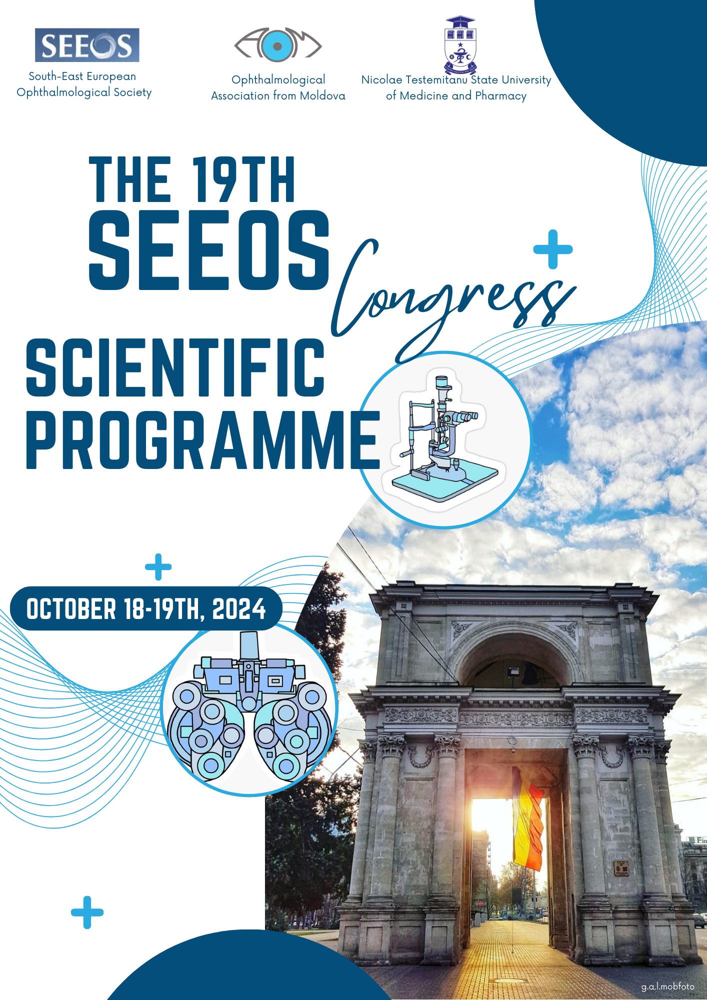 SEEOS
South-East European
Ophthalmological Society
Ophthalmological
Association from Moldova
Nicolae Testemitanu State University
of Medicine and Pharmacy
THE 19TH
SEEOS
Congress
SCIENTIFIC
PROGRAMME
OCTOBER 18-19TH, 2024
g.a.l.mobfoto